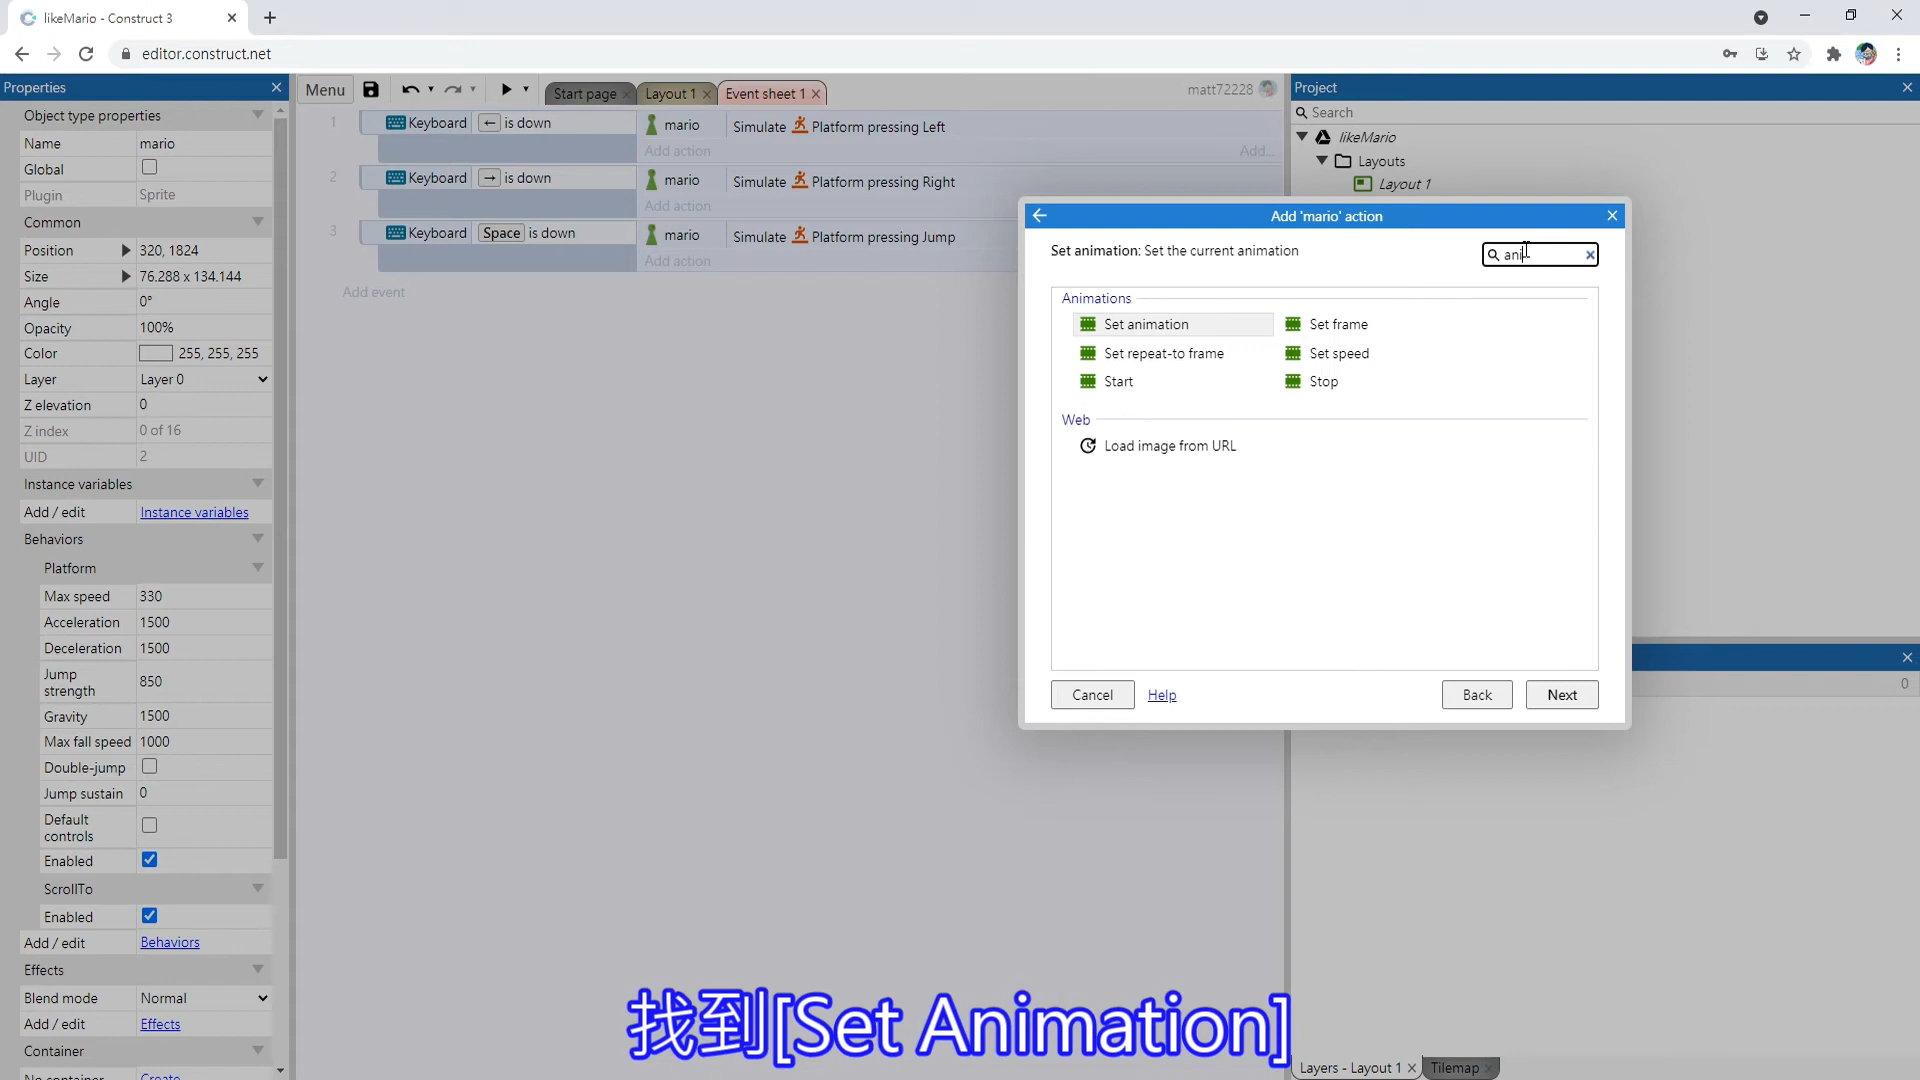 likeMario - Construct 3
editor.construct.net
Properties
Object type properties
Name mario
Global
Plugin Sprite
Common
Position 320, 1824
Size 76.288 x 134.144
Angle 0°
Opacity 100%
Color 255, 255, 255
Layer Layer 0
Z elevation 0
Z index 0 of 16
UID 2
Instance variables
Add / edit Instance variables
Behaviors
Platform
Max speed 330
Acceleration 1500
Deceleration 1500
Jump
strength 850
Gravity 1500
Max fall speed 1000
Double-jump
Jump sustain 0
Default
controls
Enabled
ScrollTo
Enabled
Add / edit Behaviors
Effects
Blend mode Normal
Add / edit Effects
Container
No container Create
Menu
Start page
Layout 1
Event sheet 1
matt72228
1 Keyboard ← is down mario Simulate Platform pressing Left
Add action Add...
2 Keyboard → is down mario Simulate Platform pressing Right
Add action
3 Keyboard Space is down mario Simulate Platform pressing Jump
Add action
Add event
Add 'mario' action
Set animation: Set the current animation
ani
Animations
Set animation Set frame
Set repeat-to frame Set speed
Start Stop
Web
Load image from URL
Cancel Help Back Next
Project
Search
likeMario
Layouts
Layout 1
0
Layers - Layout 1 Tilemap
找到[Set Animation]